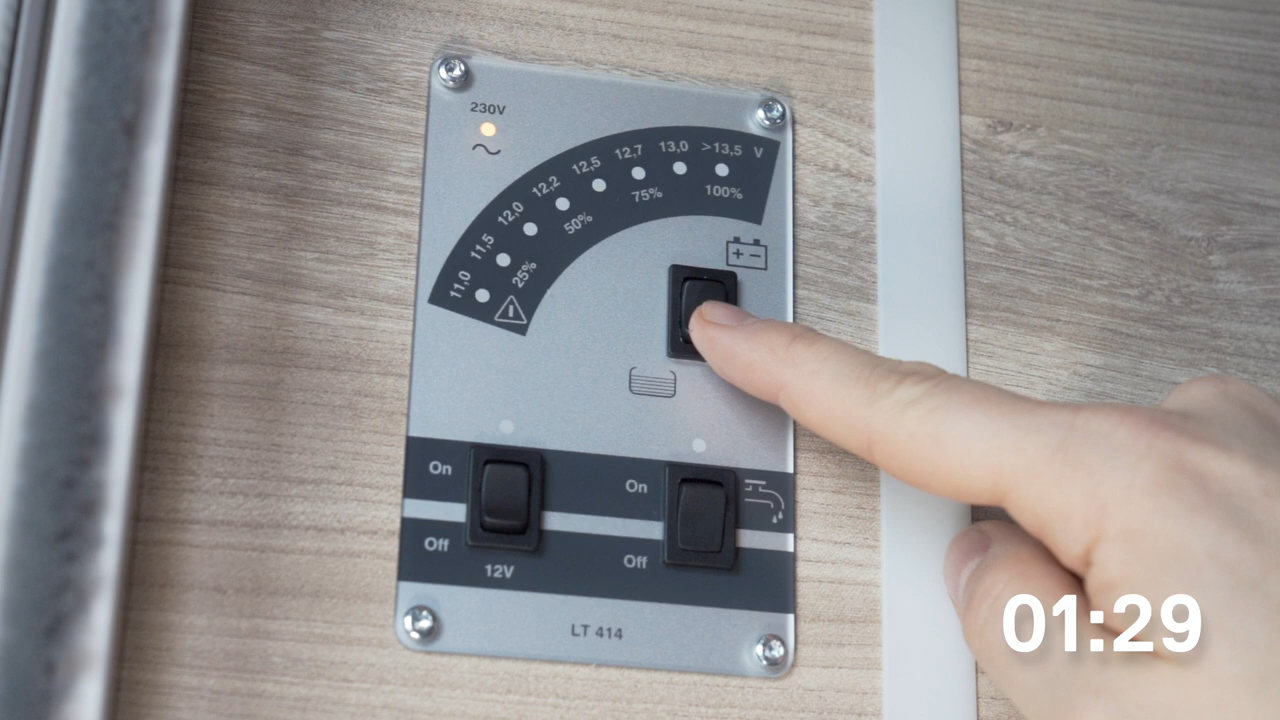 230V
11,0 11,5 12,0 12,2 12,5 12,7 13,0 >13,5 V
25% 50% 75% 100%
On
On
Off
Off
12V
LT 414
01:29